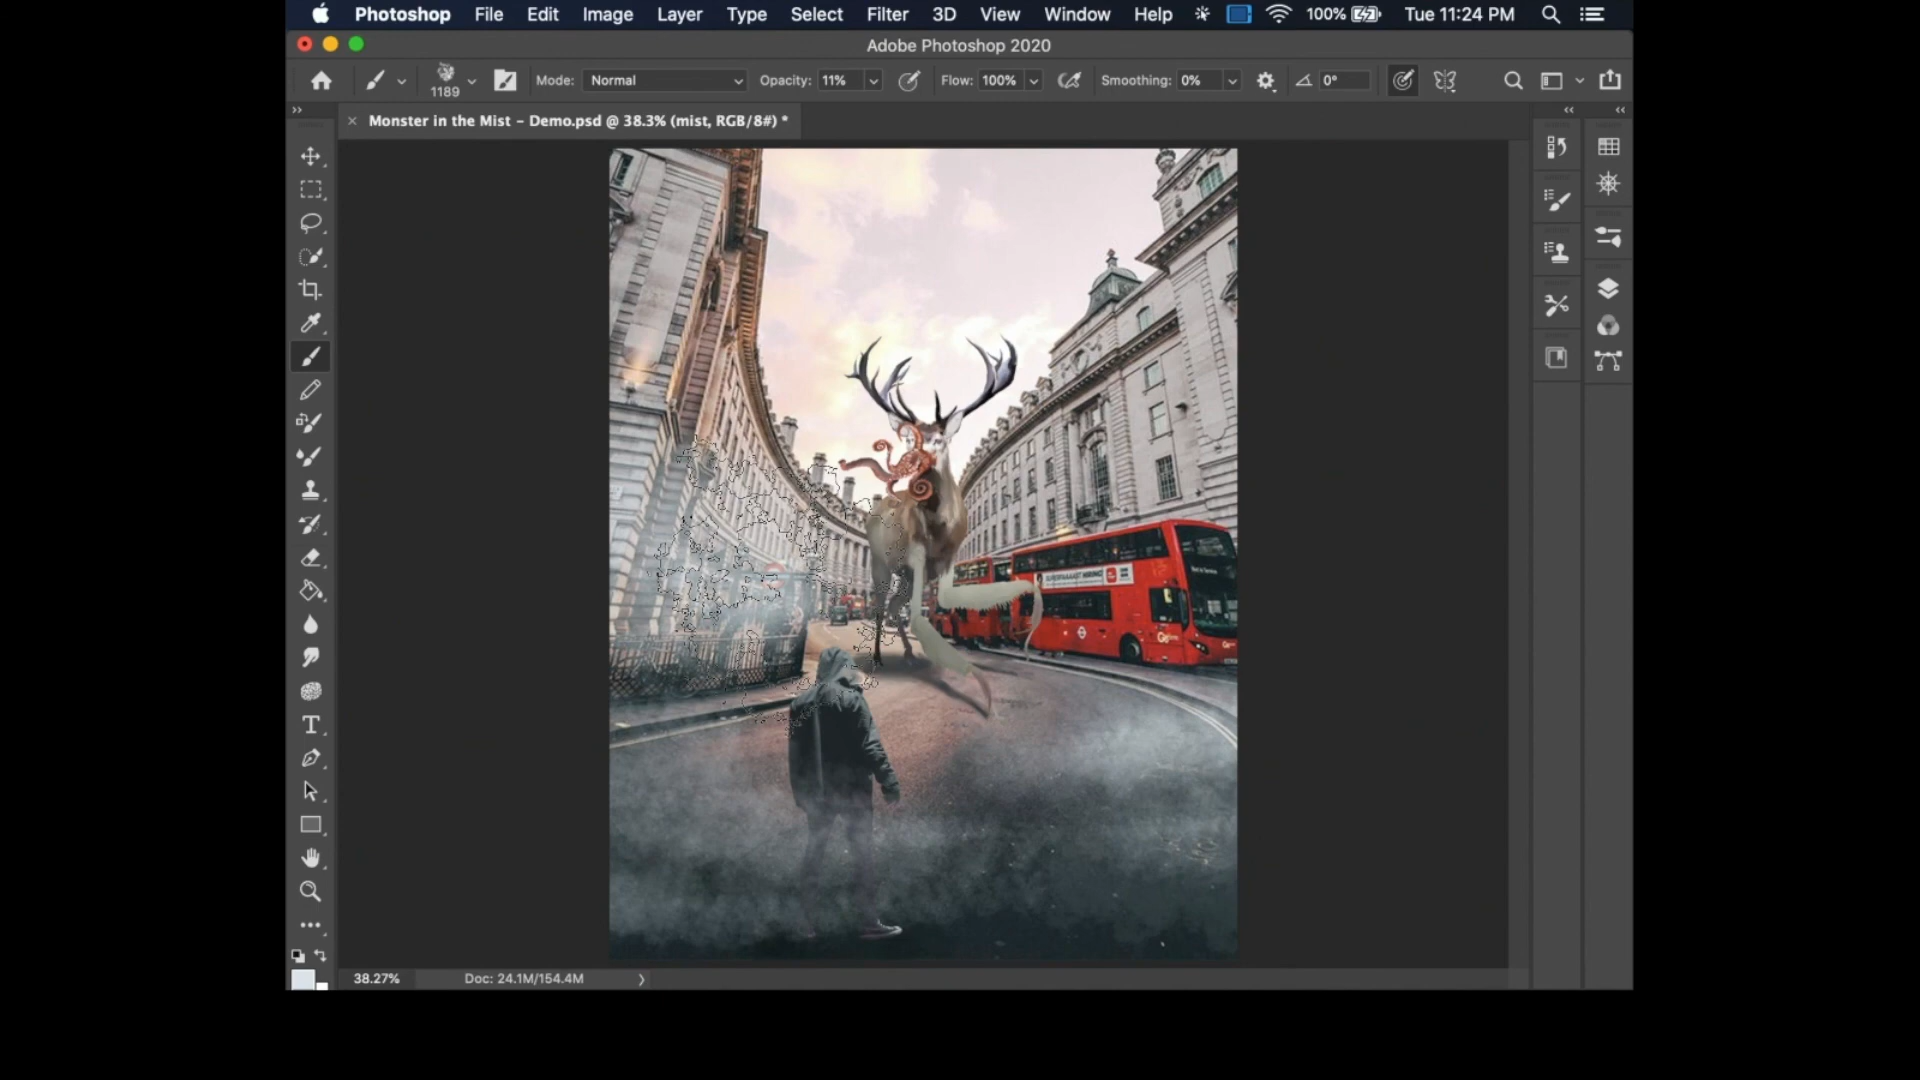 Photoshop File Edit Image Layer Type Select Filter 3D View Window Help 100% Tue 11:24 PM
Adobe Photoshop 2020
1189 Mode: Normal Opacity: 11% Flow: 100% Smoothing: 0% 0°
× Monster in the Mist – Demo.psd @ 38.3% (mist, RGB/8#) *
38.27% Doc: 24.1M/154.4M